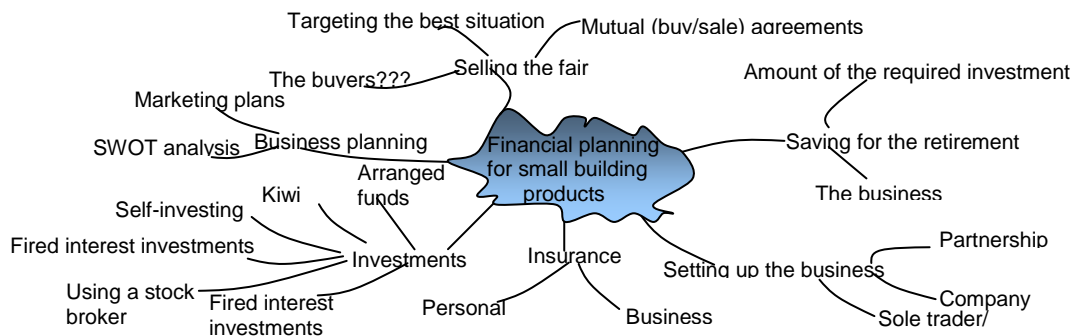 Targeting the best situation
Mutual (buy/sale) agreements
Selling the fair
The buyers???
Amount of the required investment
Marketing plans
Business planning
SWOT analysis
Saving for the retirement
The business
Financial planning
for small building
products
Arranged
funds
Kiwi
Self-investing
Fired interest investments
Investments
Using a stock
broker
Fired interest
investments
Insurance
Personal
Business
Setting up the business
Partnership
Company
Sole trader/